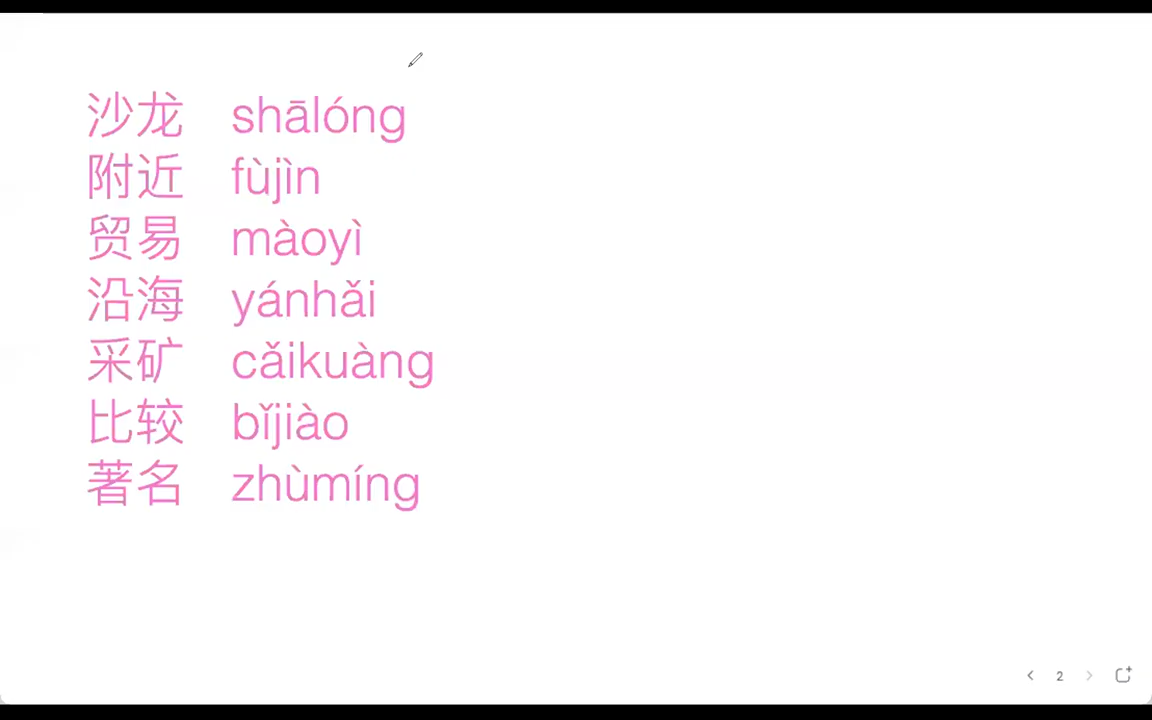 沙龙 shālóng
附近 fùjìn
贸易 màoyì
沿海 yánhǎi
采矿 cǎikuàng
比较 bǐjiào
著名 zhùmíng
2